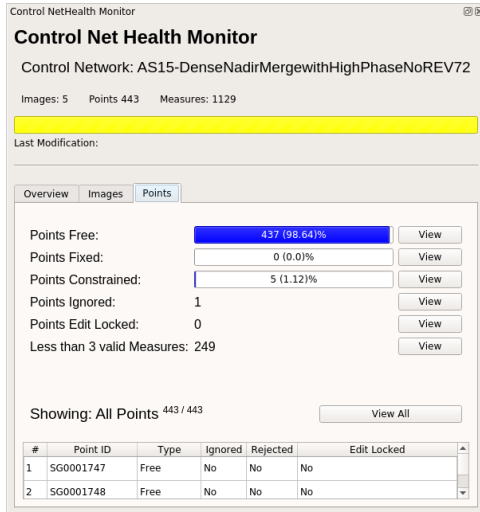 Control NetHealth Monitor
Control Net Health Monitor
Control Network: AS15-DenseNadirMergewithHighPhaseNoREV72
Images: 5 Points 443 Measures: 1129
Last Modification:
Overview Images Points
Points Free: 437 (98.64)% View
Points Fixed: 0 (0.0)% View
Points Constrained: 5 (1.12)% View
Points Ignored: 1 View
Points Edit Locked: 0 View
Less than 3 valid Measures: 249 View
Showing: All Points 443 / 443 View All
# Point ID Type Ignored Rejected Edit Locked
1 SG0001747 Free No No No
2 SG0001748 Free No No No